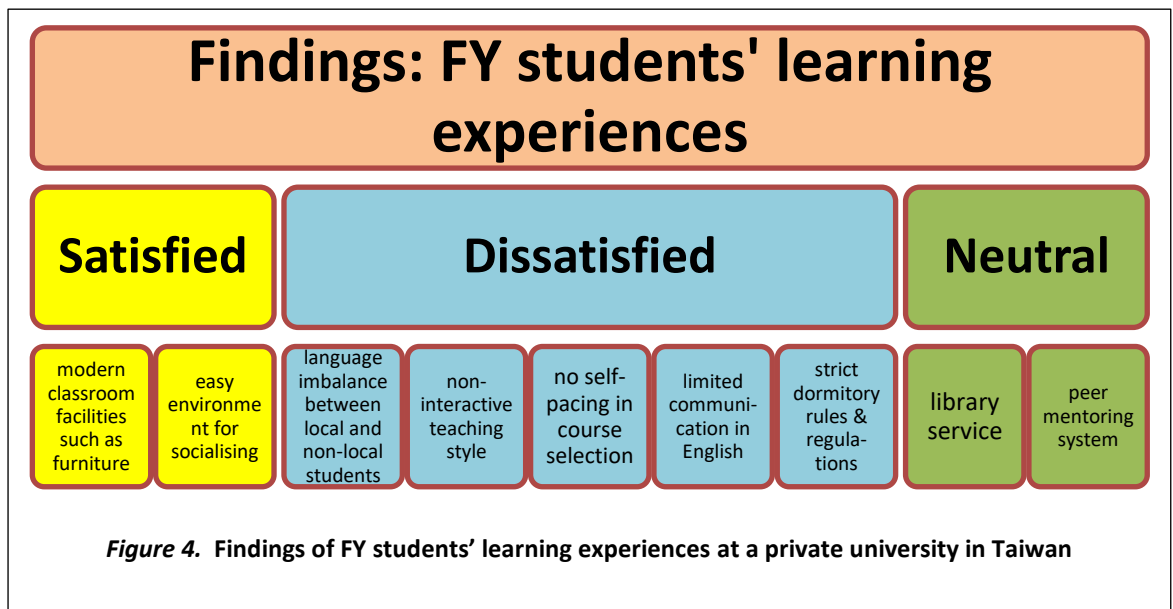 Findings: FY students' learning
experiences
Satisfied
Dissatisfied
Neutral
modern
classroom
facilities
such as
furniture
easy
environme
nt for
socialising
language
imbalance
between
local and
non-local
students
non-
interactive
teaching
style
no self-
pacing in
course
selection
limited
communi-
cation in
English
strict
dormitory
rules &
regula-
tions
library
service
peer
mentoring
system
Figure 4. Findings of FY students’ learning experiences at a private university in Taiwan